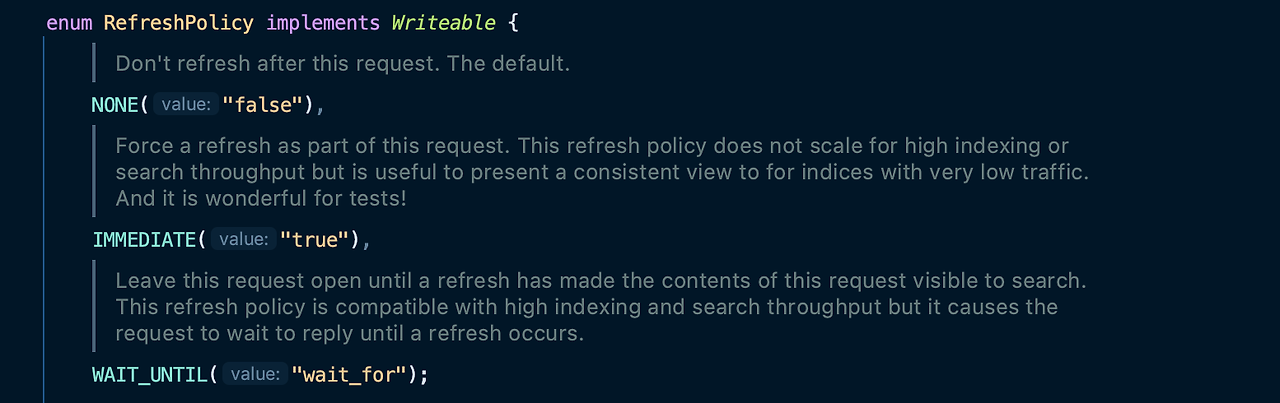 enum RefreshPolicy implements Writeable {
Don't refresh after this request. The default.
NONE( value: "false"),
Force a refresh as part of this request. This refresh policy does not scale for high indexing or
search throughput but is useful to present a consistent view to for indices with very low traffic.
And it is wonderful for tests!
IMMEDIATE( value: "true"),
Leave this request open until a refresh has made the contents of this request visible to search.
This refresh policy is compatible with high indexing and search throughput but it causes the
request to wait to reply until a refresh occurs.
WAIT_UNTIL( value: "wait_for");